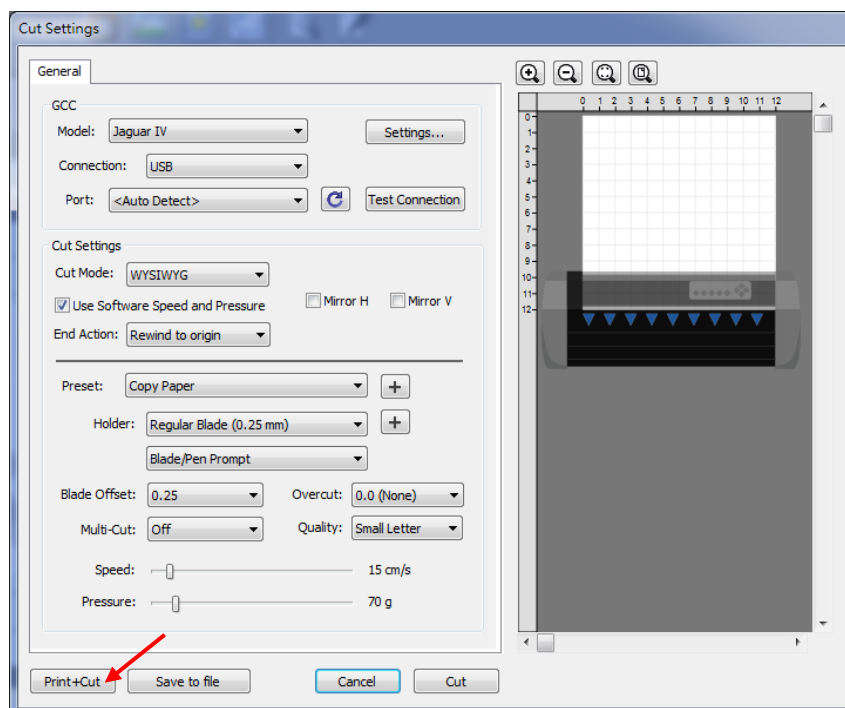 Cut Settings
General
GCC
Model: Jaguar IV Settings...
Connection: USB
Port: <Auto Detect> Test Connection
Cut Settings
Cut Mode: WYSIWYG
Use Software Speed and Pressure Mirror H Mirror V
End Action: Rewind to origin
Preset: Copy Paper +
Holder: Regular Blade (0.25 mm) +
Blade/Pen Prompt
Blade Offset: 0.25 Overcut: 0.0 (None)
Multi-Cut: Off Quality: Small Letter
Speed: 15 cm/s
Pressure: 70 g
Print+Cut Save to file Cancel Cut
0 1 2 3 4 5 6 7 8 9 10 11 12
0
1
2
3
4
5
6
7
8
9
10
11
12